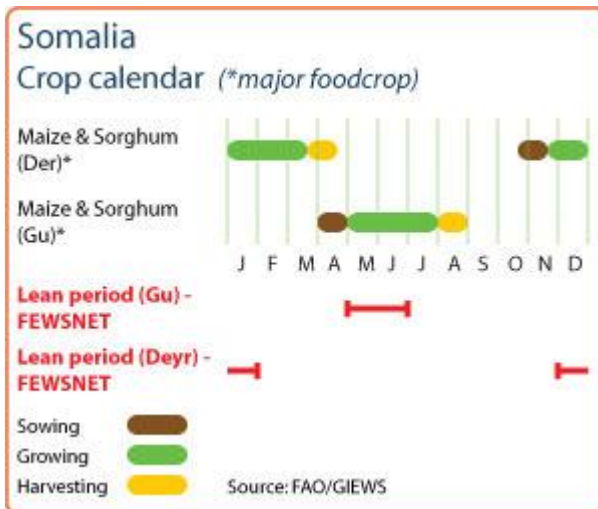 Somalia
Crop calendar (*major foodcrop)
Maize & Sorghum
(Der)*
Maize & Sorghum
(Gu)*
J F M A M J J A S O N D
Lean period (Gu) -
FEWSNET
Lean period (Deyr) -
FEWSNET
Sowing
Growing
Harvesting
Source: FAO/GIEWS